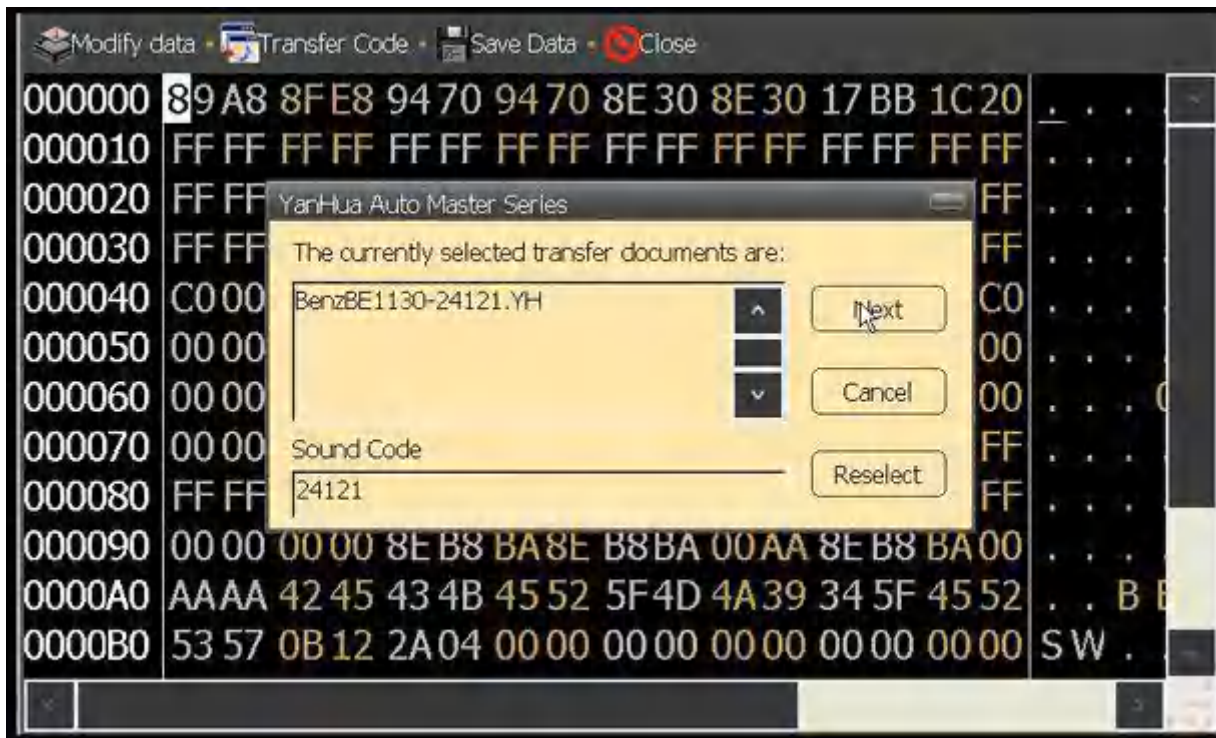 Modify data - Transfer Code - Save Data - Close
000000 89 A8 8F E8 94 70 94 70 8E 30 8E 30 17 BB 1C 20 _ . . .
000010 FF FF FF FF FF FF FF FF FF FF FF FF FF FF FF FF . . . .
000020 FF FF FF . . . .
YanHua Auto Master Series
000030 FF FF FF . . . .
The currently selected transfer documents are:
000040 C0 00 C0 . . . .
BenzBE1130-24121.YH
Next
000050 00 00 00 . . . .
000060 00 00 00 . . .
Cancel
000070 00 00 FF . . . .
Sound Code
Reselect
000080 FF FF FF . . . .
24121
000090 00 00 00 00 8E B8 BA 8E B8 BA 00 AA 8E B8 BA 00 . . . .
0000A0 AA AA 42 45 43 4B 45 52 5F 4D 4A 39 34 5F 45 52 . . B E
0000B0 53 57 0B 12 2A 04 00 00 00 00 00 00 00 00 00 00 S W . .